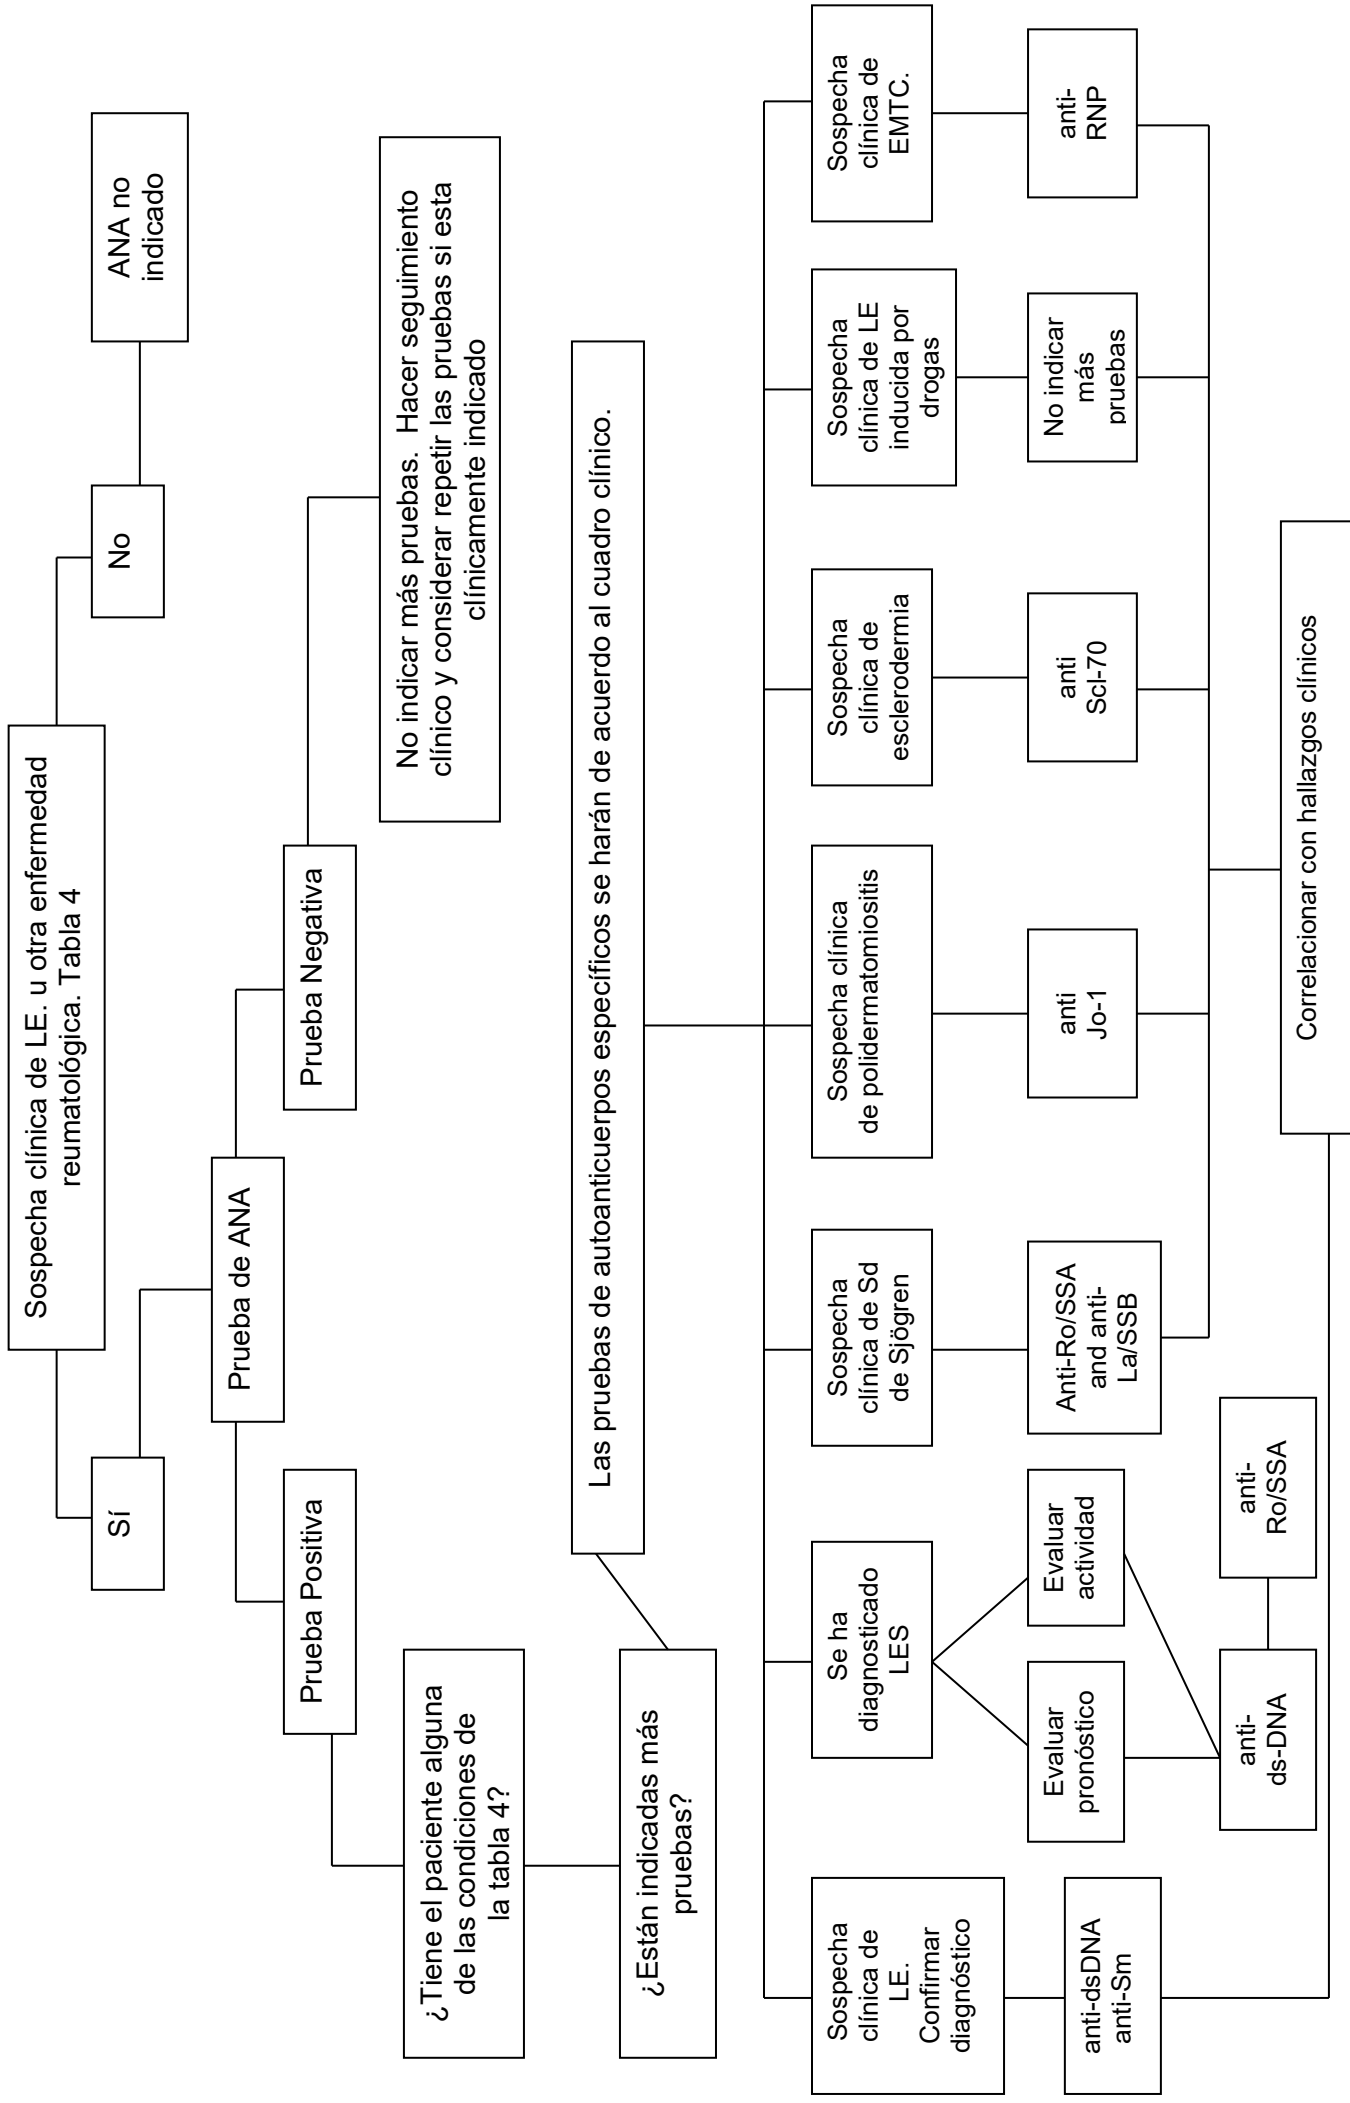 Sospecha clínica de LE. u otra enfermedad
reumatológica. Tabla 4
Sí
No
ANA no
indicado
Prueba de ANA
Prueba Positiva
Prueba Negativa
¿Tiene el paciente alguna
de las condiciones de
la tabla 4?
No indicar más pruebas.  Hacer seguimiento
clínico y considerar repetir las pruebas si esta
clínicamente indicado
¿Están indicadas más
pruebas?
Las pruebas de autoanticuerpos específicos se harán de acuerdo al cuadro clínico.
Sospecha
clínica de
LE.
Confirmar
diagnóstico
Se ha
diagnosticado
LES
Sospecha
clínica de Sd
de Sjögren
Sospecha clínica
de polidermatomiositis
Sospecha
clínica de
esclerodermia
Sospecha
clínica de LE
inducida por
drogas
Sospecha
clínica de
EMTC.
anti-dsDNA
anti-Sm
Evaluar
pronóstico
Evaluar
actividad
Anti-Ro/SSA
and anti-
La/SSB
anti
Jo-1
anti
Scl-70
No indicar
más
pruebas
anti-
RNP
anti-
ds-DNA
anti-
Ro/SSA
Correlacionar con hallazgos clínicos